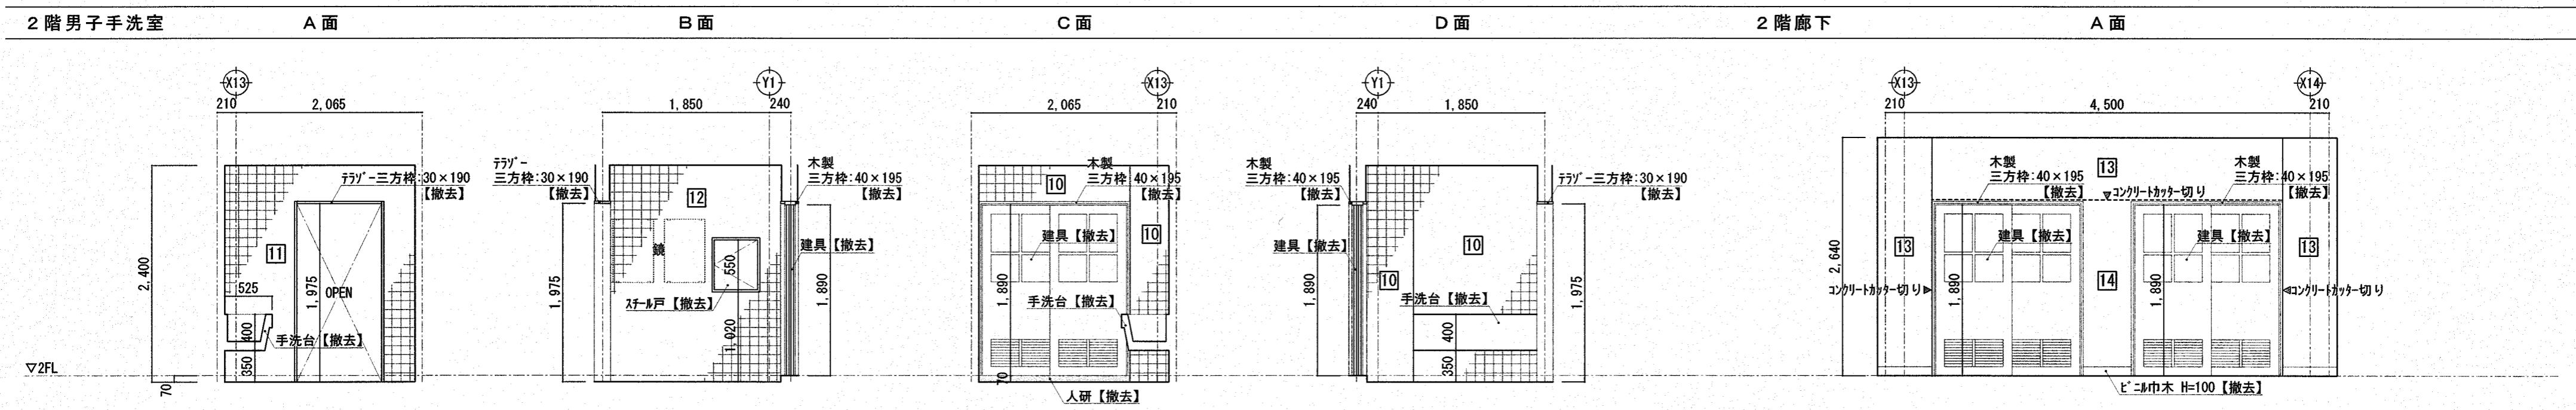 2階男子手洗室
A面
B面
C面
D面
2階廊下
A面
X13
210
2,065
2,400
ﾃﾗｿﾞｰ三方枠:30×190
【撤去】
11
525
1,975
OPEN
400
手洗台【撤去】
350
▽2FL
70
Y1
1,850
240
ﾃﾗｿﾞｰ
三方枠:30×190
【撤去】
木製
三方枠:40×195
【撤去】
12
鏡
建具【撤去】
550
ｽﾁｰﾙ戸【撤去】
1,975
1,020
1,890
X13
2,065
210
木製
三方枠:40×195
【撤去】
10
10
建具【撤去】
1,890
手洗台【撤去】
70
人研【撤去】
Y1
240
1,850
木製
三方枠:40×195
【撤去】
ﾃﾗｿﾞｰ三方枠:30×190
【撤去】
建具【撤去】
10
10
1,890
手洗台【撤去】
400
350
1,975
X13
X14
210
4,500
210
木製
三方枠:40×195
【撤去】
13
木製
三方枠:40×195
【撤去】
▽コンクリートカッター切り
2,640
13
建具【撤去】
建具【撤去】
13
コンクリートカッター切り
1,890
14
1,890
コンクリートカッター切り
ﾋﾞﾆﾙ巾木 H=100【撤去】